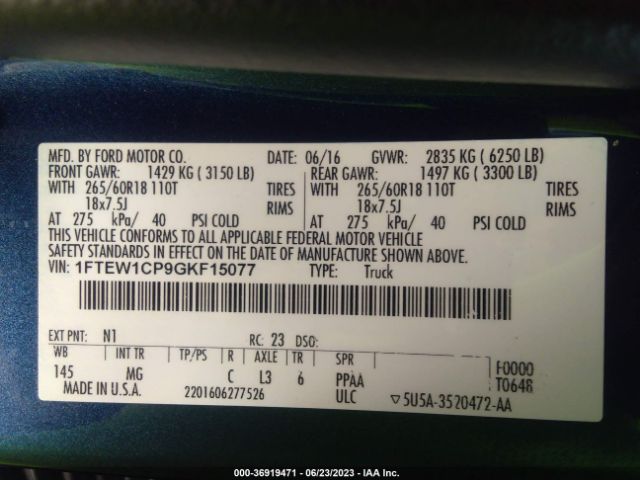 MFD. BY FORD MOTOR CO. DATE: 06/16 GVWR: 2835 KG ( 6250 LB)
FRONT GAWR: 1429 KG ( 3150 LB) REAR GAWR: 1497 KG ( 3300 LB)
WITH 265/60R18 110T TIRES WITH 265/60R18 110T TIRES
18x7.5J RIMS 18x7.5J RIMS
AT 275 kPa/ 40 PSI COLD AT 275 kPa/ 40 PSI COLD
THIS VEHICLE CONFORMS TO ALL APPLICABLE FEDERAL MOTOR VEHICLE
SAFETY STANDARDS IN EFFECT ON THE DATE OF MANUFACTURE SHOWN ABOVE.
VIN: 1FTEW1CP9GKF15077 TYPE: Truck
EXT PNT: N1 RC: 23 DSO:
WB INT TR TP/PS R AXLE TR SPR
145 MG C L3 6 PPAA F0000
T0648
MADE IN U.S.A. 2201606277526 ULC ▽5U5A-3520472-AA
000-36919471 - 06/23/2023 - IAA Inc.